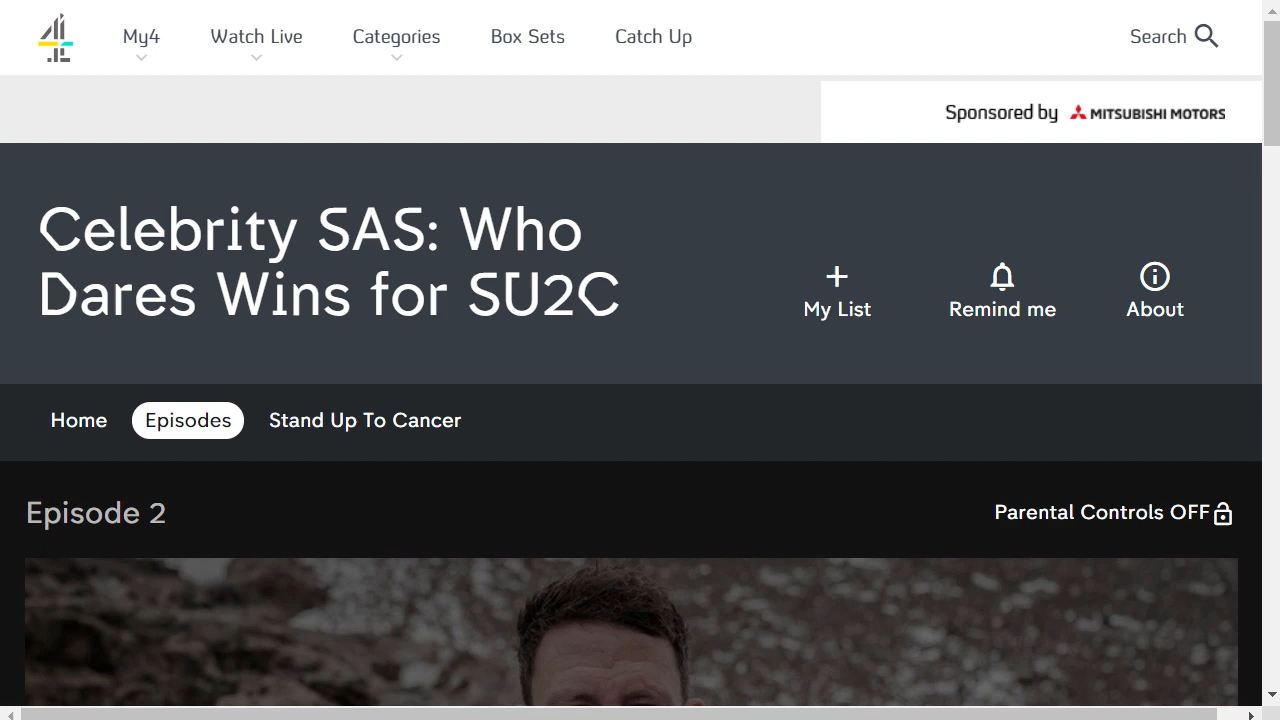 My4
Watch Live
Categories
Box Sets
Catch Up
Search
Sponsored by MITSUBISHI MOTORS
Celebrity SAS: Who
Dares Wins for SU2C
My List
Remind me
About
Home
Episodes
Stand Up To Cancer
Episode 2
Parental Controls OFF